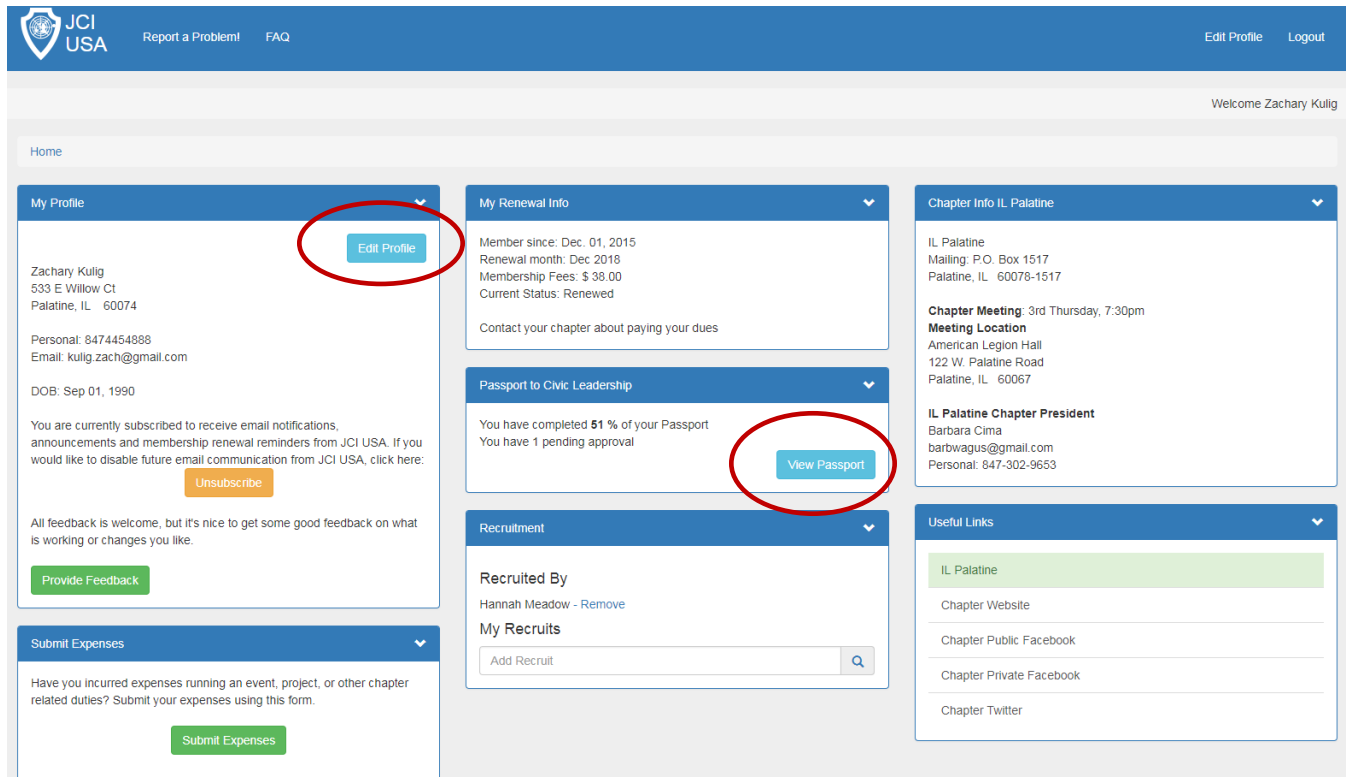 JCI
USA
Report a Problem!
FAQ
Edit Profile
Logout
Welcome Zachary Kulig
Home
My Profile
Edit Profile
Zachary Kulig
533 E Willow Ct
Palatine, IL 60074
Personal: 8474454888
Email: kulig.zach@gmail.com
DOB: Sep 01, 1990
You are currently subscribed to receive email notifications,
announcements and membership renewal reminders from JCI USA. If you
would like to disable future email communication from JCI USA, click here:
Unsubscribe
All feedback is welcome, but it's nice to get some good feedback on what
is working or changes you like.
Provide Feedback
Submit Expenses
Have you incurred expenses running an event, project, or other chapter
related duties? Submit your expenses using this form.
Submit Expenses
My Renewal Info
Member since: Dec. 01, 2015
Renewal month: Dec 2018
Membership Fees: $ 38.00
Current Status: Renewed
Contact your chapter about paying your dues
Passport to Civic Leadership
You have completed 51 % of your Passport
You have 1 pending approval
View Passport
Recruitment
Recruited By
Hannah Meadow - Remove
My Recruits
Add Recruit
Chapter Info IL Palatine
IL Palatine
Mailing: P.O. Box 1517
Palatine, IL 60078-1517
Chapter Meeting: 3rd Thursday, 7:30pm
Meeting Location
American Legion Hall
122 W. Palatine Road
Palatine, IL 60067
IL Palatine Chapter President
Barbara Cima
barbwagus@gmail.com
Personal: 847-302-9653
Useful Links
IL Palatine
Chapter Website
Chapter Public Facebook
Chapter Private Facebook
Chapter Twitter